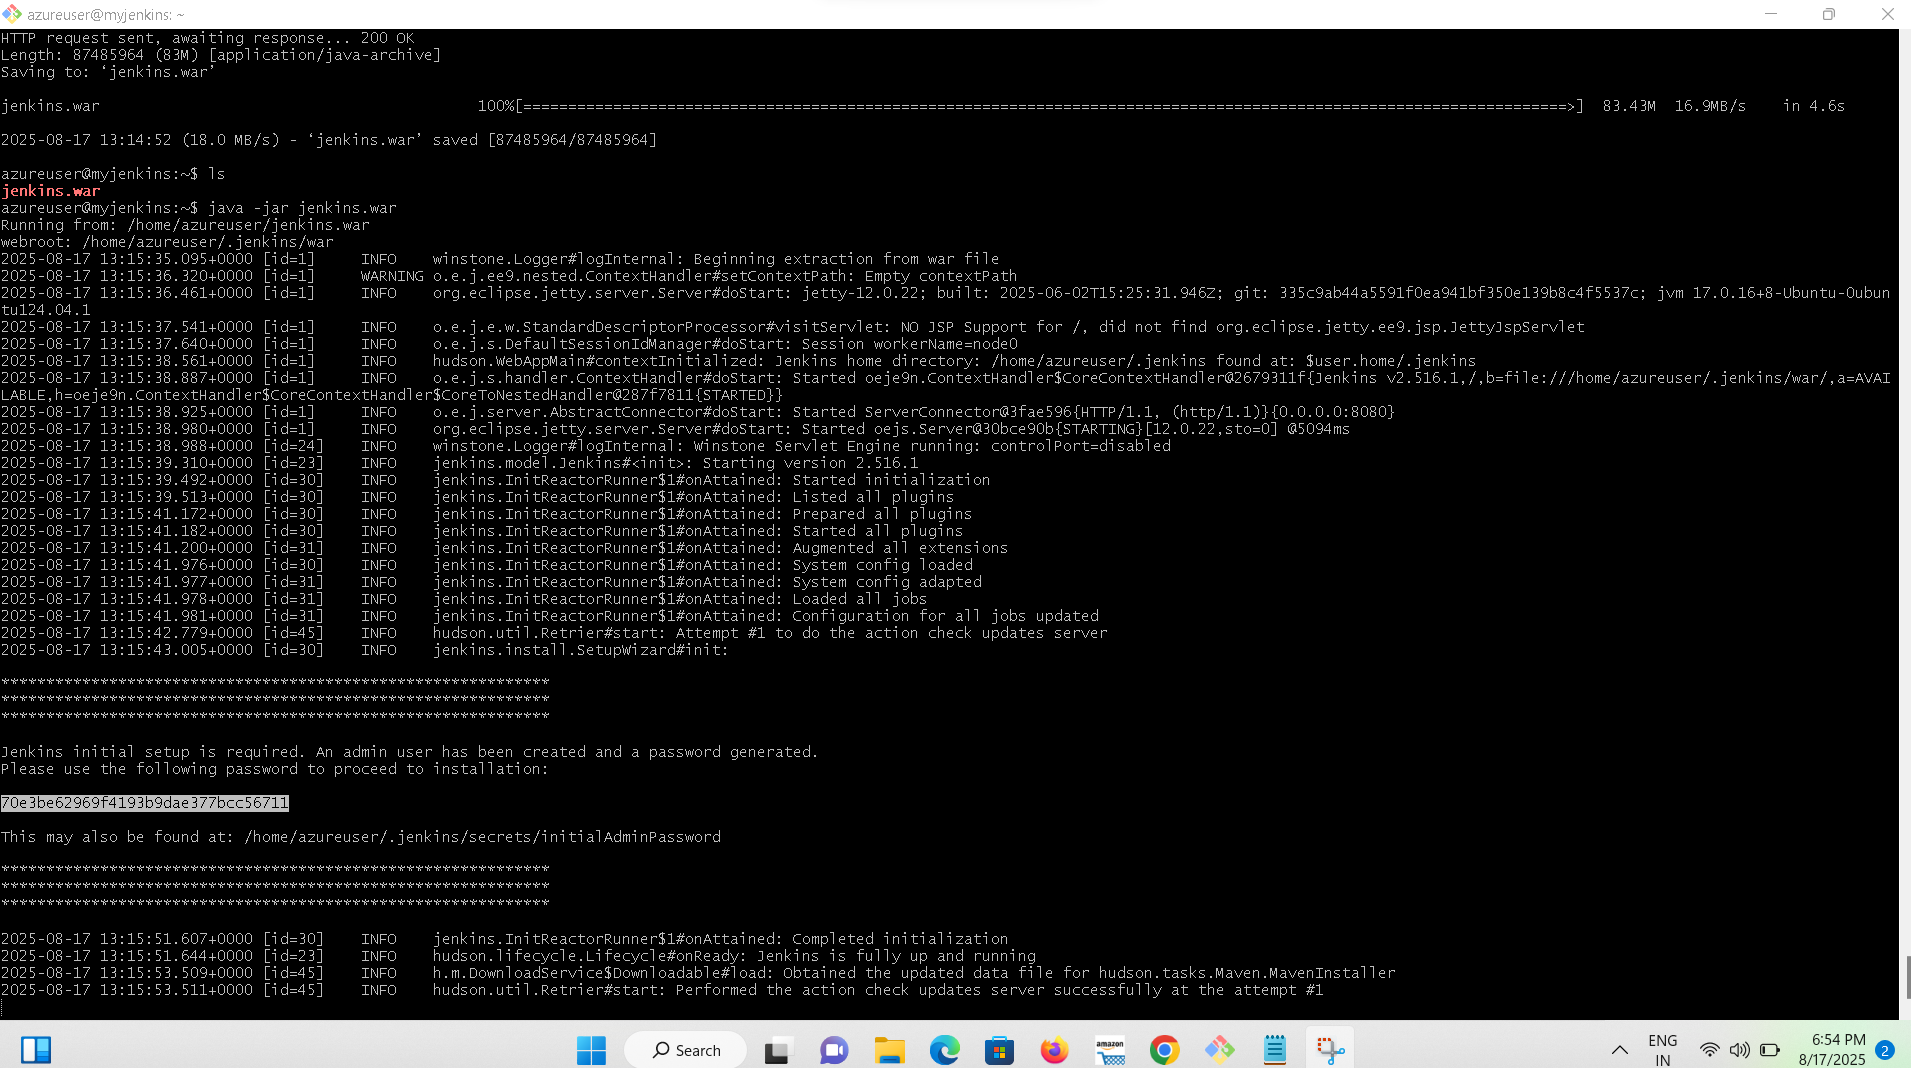 azureuser@myjenkins: ~
HTTP request sent, awaiting response... 200 OK
Length: 87485964 (83M) [application/java-archive]
Saving to: ‘jenkins.war’
jenkins.war 100%[====================================================================================================================>] 83.43M 16.9MB/s in 4.6s
2025-08-17 13:14:52 (18.0 MB/s) - ‘jenkins.war’ saved [87485964/87485964]
azureuser@myjenkins:~$ ls
jenkins.war
azureuser@myjenkins:~$ java -jar jenkins.war
Running from: /home/azureuser/jenkins.war
webroot: /home/azureuser/.jenkins/war
2025-08-17 13:15:35.095+0000 [id=1] INFO winstone.Logger#logInternal: Beginning extraction from war file
2025-08-17 13:15:36.320+0000 [id=1] WARNING o.e.j.ee9.nested.ContextHandler#setContextPath: Empty contextPath
2025-08-17 13:15:36.461+0000 [id=1] INFO org.eclipse.jetty.server.Server#doStart: jetty-12.0.22; built: 2025-06-02T15:25:31.946Z; git: 335c9ab44a5591f0ea941bf350e139b8c4f5537c; jvm 17.0.16+8-Ubuntu-0ubun
tu124.04.1
2025-08-17 13:15:37.541+0000 [id=1] INFO o.e.j.e.w.StandardDescriptorProcessor#visitServlet: NO JSP Support for /, did not find org.eclipse.jetty.ee9.jsp.JettyJspServlet
2025-08-17 13:15:37.640+0000 [id=1] INFO o.e.j.s.DefaultSessionIdManager#doStart: Session workerName=node0
2025-08-17 13:15:38.561+0000 [id=1] INFO hudson.WebAppMain#contextInitialized: Jenkins home directory: /home/azureuser/.jenkins found at: $user.home/.jenkins
2025-08-17 13:15:38.887+0000 [id=1] INFO o.e.j.s.handler.ContextHandler#doStart: Started oeje9n.ContextHandler$CoreContextHandler@2679311f{Jenkins v2.516.1,/,b=file:///home/azureuser/.jenkins/war/,a=AVAI
LABLE,h=oeje9n.ContextHandler$CoreContextHandler$CoreToNestedHandler@287f7811{STARTED}}
2025-08-17 13:15:38.925+0000 [id=1] INFO o.e.j.server.AbstractConnector#doStart: Started ServerConnector@3fae596{HTTP/1.1, (http/1.1)}{0.0.0.0:8080}
2025-08-17 13:15:38.980+0000 [id=1] INFO org.eclipse.jetty.server.Server#doStart: Started oejs.Server@30bce90b{STARTING}[12.0.22,sto=0] @5094ms
2025-08-17 13:15:38.988+0000 [id=24] INFO winstone.Logger#logInternal: Winstone Servlet Engine running: controlPort=disabled
2025-08-17 13:15:39.310+0000 [id=23] INFO jenkins.model.Jenkins#<init>: Starting version 2.516.1
2025-08-17 13:15:39.492+0000 [id=30] INFO jenkins.InitReactorRunner$1#onAttained: Started initialization
2025-08-17 13:15:39.513+0000 [id=30] INFO jenkins.InitReactorRunner$1#onAttained: Listed all plugins
2025-08-17 13:15:41.172+0000 [id=30] INFO jenkins.InitReactorRunner$1#onAttained: Prepared all plugins
2025-08-17 13:15:41.182+0000 [id=30] INFO jenkins.InitReactorRunner$1#onAttained: Started all plugins
2025-08-17 13:15:41.200+0000 [id=31] INFO jenkins.InitReactorRunner$1#onAttained: Augmented all extensions
2025-08-17 13:15:41.976+0000 [id=30] INFO jenkins.InitReactorRunner$1#onAttained: System config loaded
2025-08-17 13:15:41.977+0000 [id=31] INFO jenkins.InitReactorRunner$1#onAttained: System config adapted
2025-08-17 13:15:41.978+0000 [id=31] INFO jenkins.InitReactorRunner$1#onAttained: Loaded all jobs
2025-08-17 13:15:41.981+0000 [id=31] INFO jenkins.InitReactorRunner$1#onAttained: Configuration for all jobs updated
2025-08-17 13:15:42.779+0000 [id=45] INFO hudson.util.Retrier#start: Attempt #1 to do the action check updates server
2025-08-17 13:15:43.005+0000 [id=30] INFO jenkins.install.SetupWizard#init:
*************************************************************
*************************************************************
*************************************************************
Jenkins initial setup is required. An admin user has been created and a password generated.
Please use the following password to proceed to installation:
70e3be62969f4193b9dae377bcc56711
This may also be found at: /home/azureuser/.jenkins/secrets/initialAdminPassword
*************************************************************
*************************************************************
*************************************************************
2025-08-17 13:15:51.607+0000 [id=30] INFO jenkins.InitReactorRunner$1#onAttained: Completed initialization
2025-08-17 13:15:51.644+0000 [id=23] INFO hudson.lifecycle.Lifecycle#onReady: Jenkins is fully up and running
2025-08-17 13:15:53.509+0000 [id=45] INFO h.m.DownloadService$Downloadable#load: Obtained the updated data file for hudson.tasks.Maven.MavenInstaller
2025-08-17 13:15:53.511+0000 [id=45] INFO hudson.util.Retrier#start: Performed the action check updates server successfully at the attempt #1
Search
amazon
ENG
IN
6:54 PM
8/17/2025
2